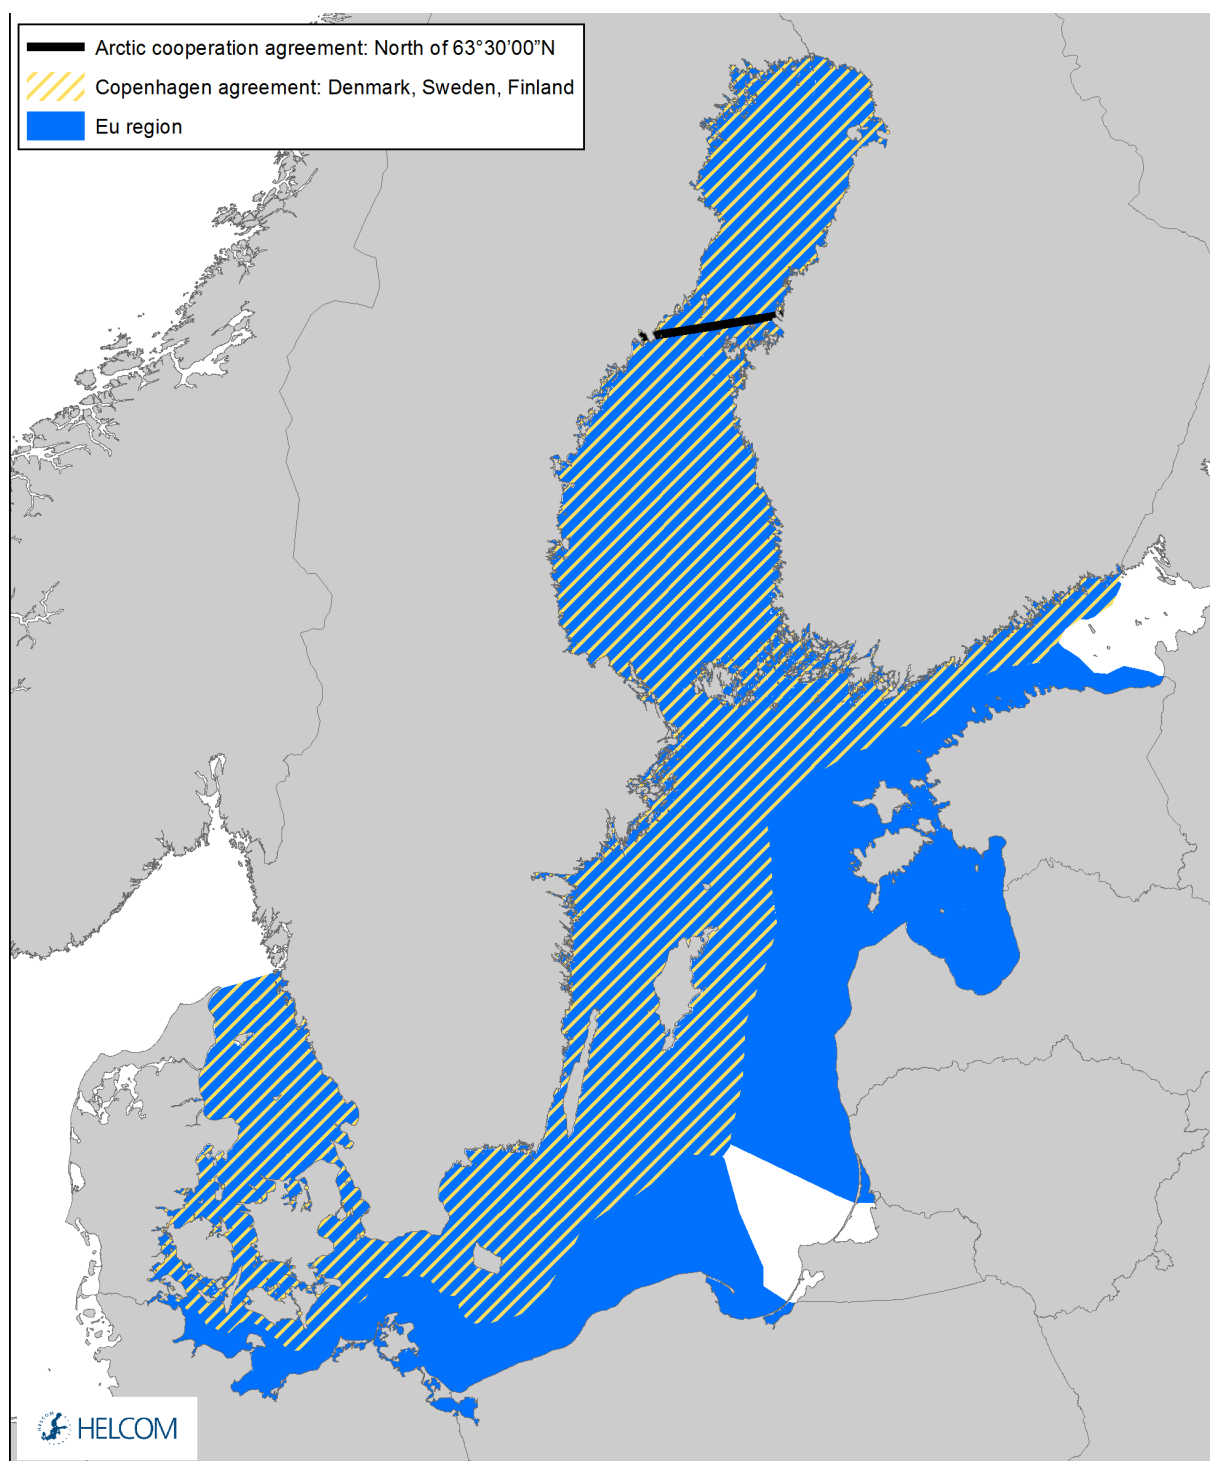 Arctic cooperation agreement: North of 63°30'00”N
Copenhagen agreement: Denmark, Sweden, Finland
Eu region
HELCOM